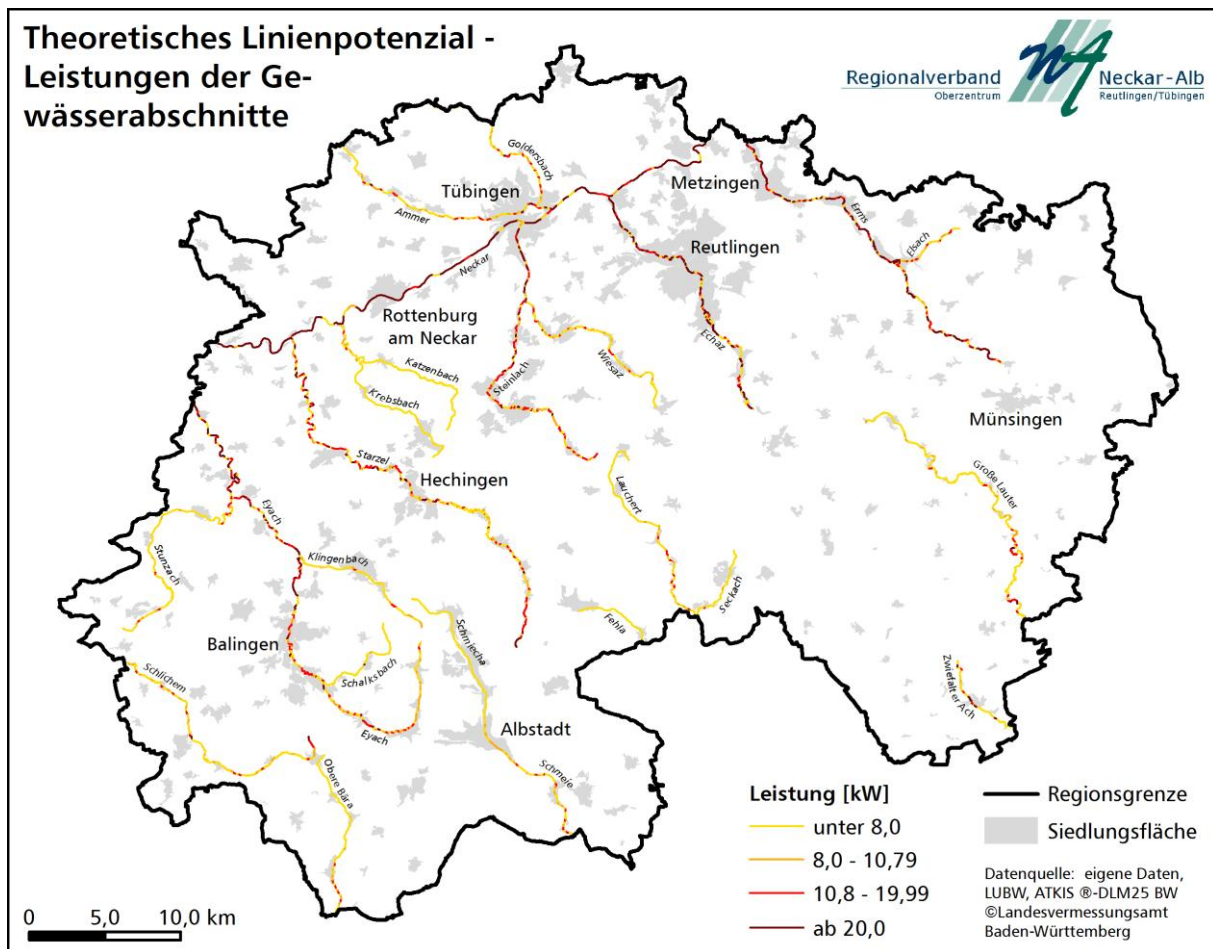 Theoretisches Linienpotenzial -
Leistungen der Ge-
wässerabschnitte
Regionalverband
Oberzentrum
Neckar-Alb
Reutlingen/Tübingen
Goldersbach
Tübingen
Metzingen
Ammer
Erms
Elsach
Reutlingen
Neckar
Rottenburg
am Neckar
Echaz
Wiesaz
Katzenbach
Steinlach
Krebsbach
Münsingen
Starzel
Hechingen
Große Lauter
Lauchert
Eyach
Klingenbach
Stunzach
Seckach
Fehla
Schmiecha
Balingen
Schalksbach
Schlichem
Zwiefalter Ach
Eyach
Albstadt
Obere Bära
Schmeie
Leistung [kW]
unter 8,0
8,0 - 10,79
10,8 - 19,99
ab 20,0
Regionsgrenze
Siedlungsfläche
Datenquelle: eigene Daten,
LUBW, ATKIS ®-DLM25 BW
©Landesvermessungsamt
Baden-Württemberg
0 5,0 10,0 km